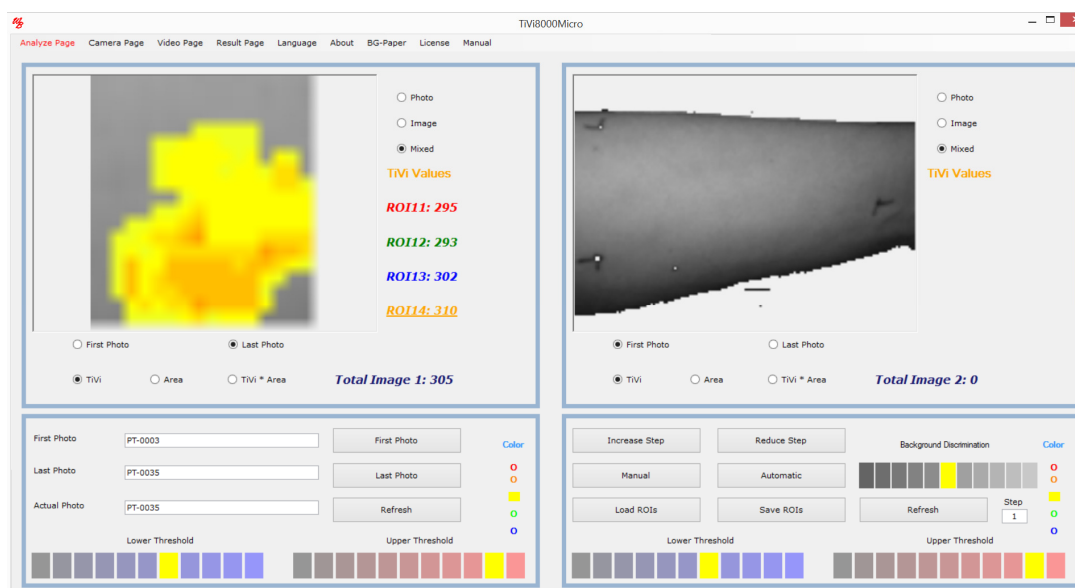 TiVi8000Micro
Analyze Page Camera Page Video Page Result Page Language About BG-Paper License Manual
Photo
Image
Mixed
TiVi Values
ROI11: 295
ROI12: 293
ROI13: 302
ROI14: 310
First Photo Last Photo
TiVi Area TiVi * Area Total Image 1: 305
Photo
Image
Mixed
TiVi Values
First Photo Last Photo
TiVi Area TiVi * Area Total Image 2: 0
First Photo PT-0003 First Photo Color
Last Photo PT-0035 Last Photo
Actual Photo PT-0035 Refresh
O
O
O
O
Lower Threshold Upper Threshold
Increase Step Reduce Step Background Discrimination Color
Manual Automatic
Load ROIs Save ROIs Refresh Step
1
O
O
O
O
Lower Threshold Upper Threshold